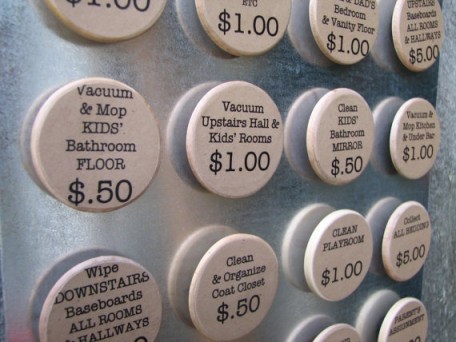 $1.00
ETC
$1.00
& DAD'S
Bedroom
& Vanity Floor
$1.00
UPSTAIRS
Baseboards
ALL ROOMS
& HALLWAYS
$5.00
Vacuum
& Mop
KIDS'
Bathroom
FLOOR
$.50
Vacuum
Upstairs Hall &
Kids' Rooms
$1.00
Clean
KIDS'
Bathroom
MIRROR
$.50
Vacuum &
Mop Kitchen
& Under Bar
$1.00
Wipe
DOWNSTAIRS
Baseboards
ALL ROOMS
& HALLWAYS
Clean
& Organize
Coat Closet
$.50
CLEAN
PLAYROOM
$1.00
Collect
ALL BEDDING
$5.00
CLEAN
PARENT'S
ASSIGNMENT